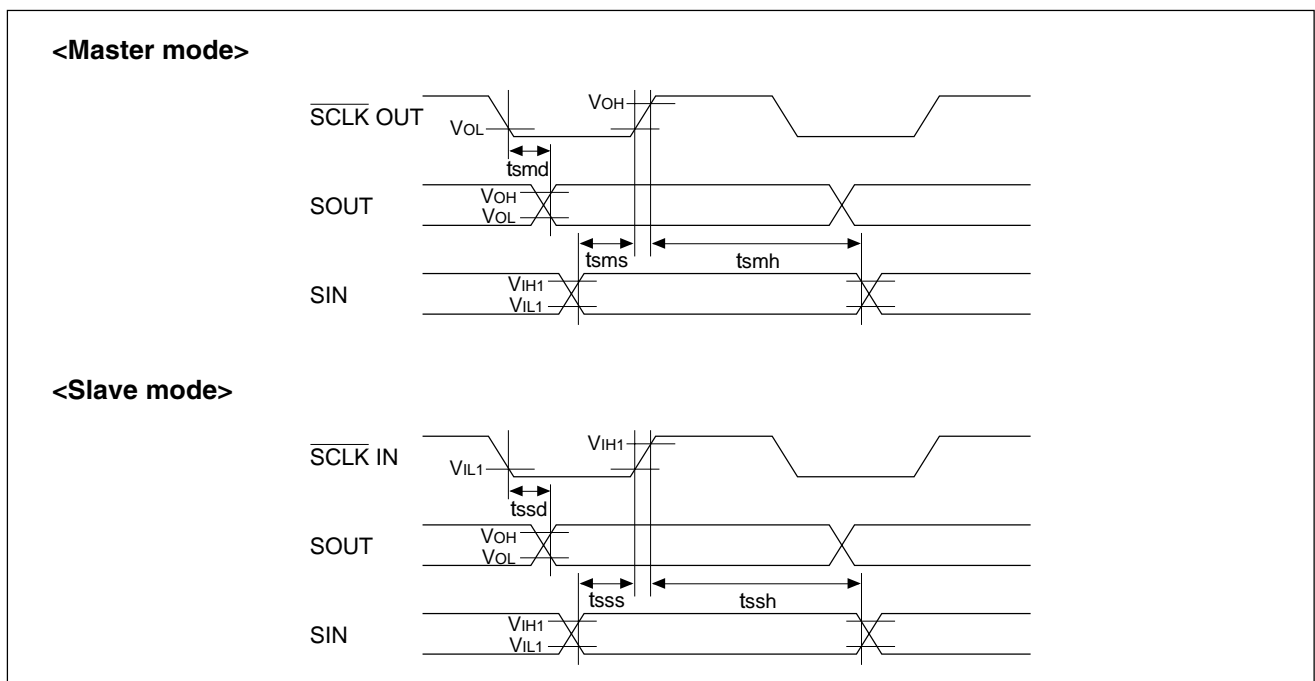 <Master mode>
SCLK OUT
VOH
VOL
tsmd
SOUT
VOH
VOL
tsms
tsmh
SIN
VIH1
VIL1
<Slave mode>
SCLK IN
VIH1
VIL1
tssd
SOUT
VOH
VOL
tsss
tssh
SIN
VIH1
VIL1